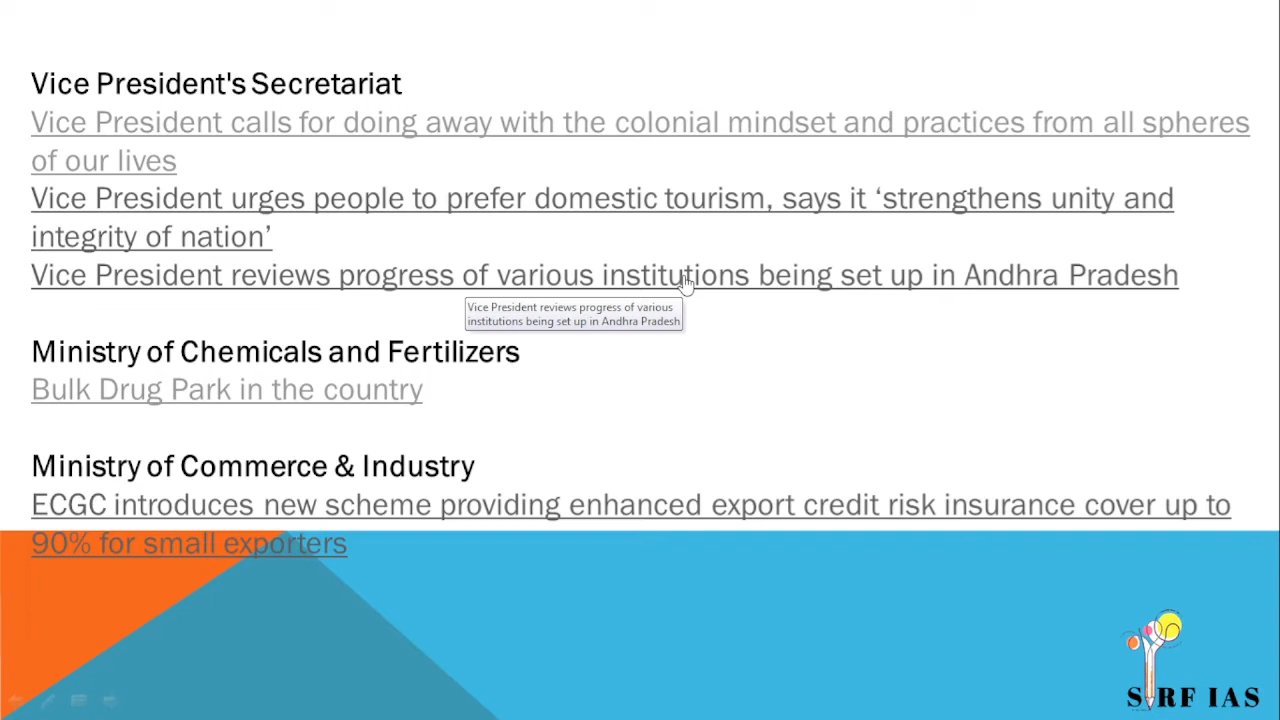 Vice President's Secretariat
Vice President calls for doing away with the colonial mindset and practices from all spheres
of our lives
Vice President urges people to prefer domestic tourism, says it ‘strengthens unity and
integrity of nation’
Vice President reviews progress of various institutions being set up in Andhra Pradesh
Vice President reviews progress of various
institutions being set up in Andhra Pradesh
Ministry of Chemicals and Fertilizers
Bulk Drug Park in the country
Ministry of Commerce & Industry
ECGC introduces new scheme providing enhanced export credit risk insurance cover up to
90% for small exporters
SIRF IAS